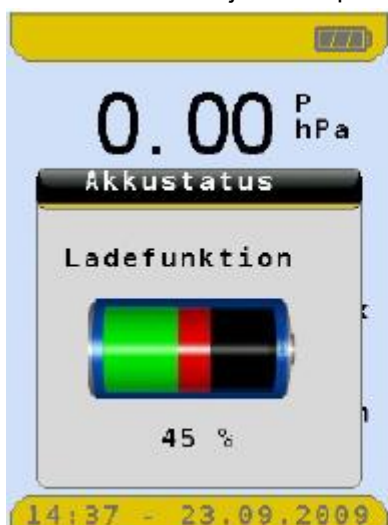 0.00 P hPa
Akkustatus
Ladefunktion
45 %
14:37 - 23.09.2009